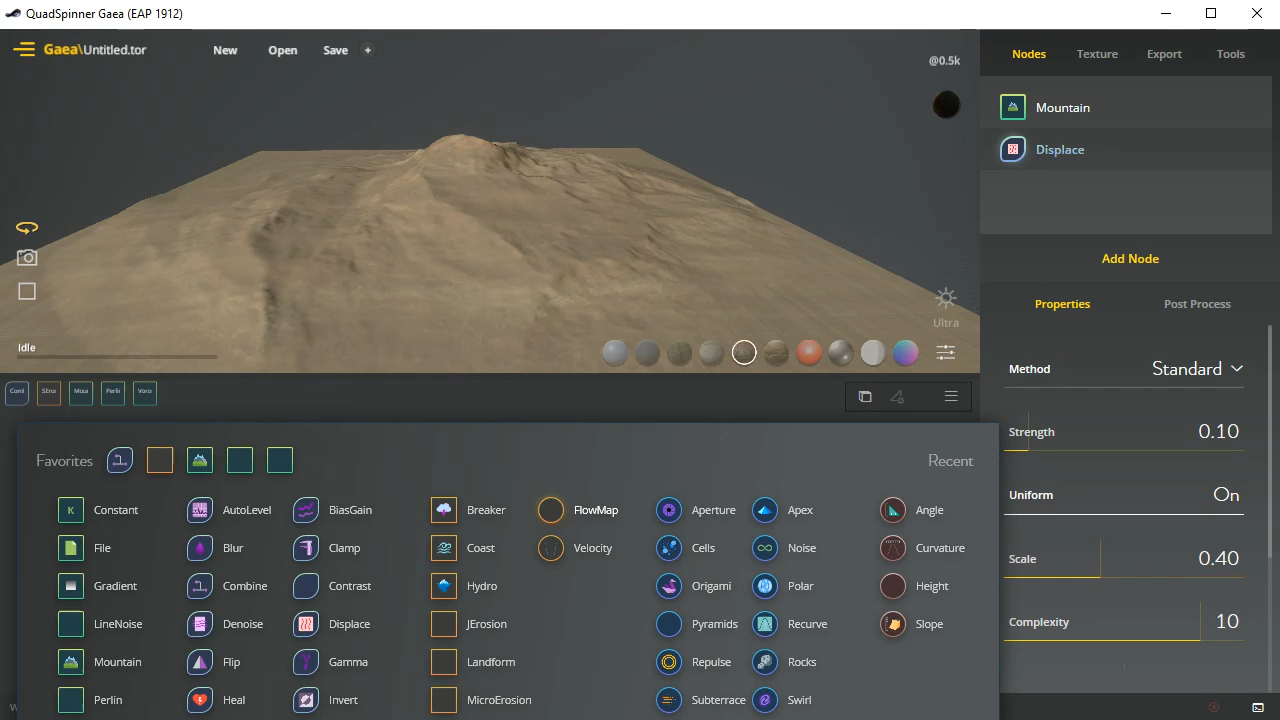 QuadSpinner Gaea (EAP 1912)
Gaea\Untitled.tor
New Open Save +
@0.5k
Nodes Texture Export Tools
Mountain
Displace
Add Node
Properties Post Process
Ultra
Idle
Method Standard
Strength 0.10
Uniform On
Scale 0.40
Complexity 10
Favorites Recent
Constant AutoLevel BiasGain Breaker FlowMap Aperture Apex Angle
File Blur Clamp Coast Velocity Cells Noise Curvature
Gradient Combine Contrast Hydro Origami Polar Height
LineNoise Denoise Displace JErosion Pyramids Recurve Slope
Mountain Flip Gamma Landform Repulse Rocks
Perlin Heal Invert MicroErosion Subterrace Swirl